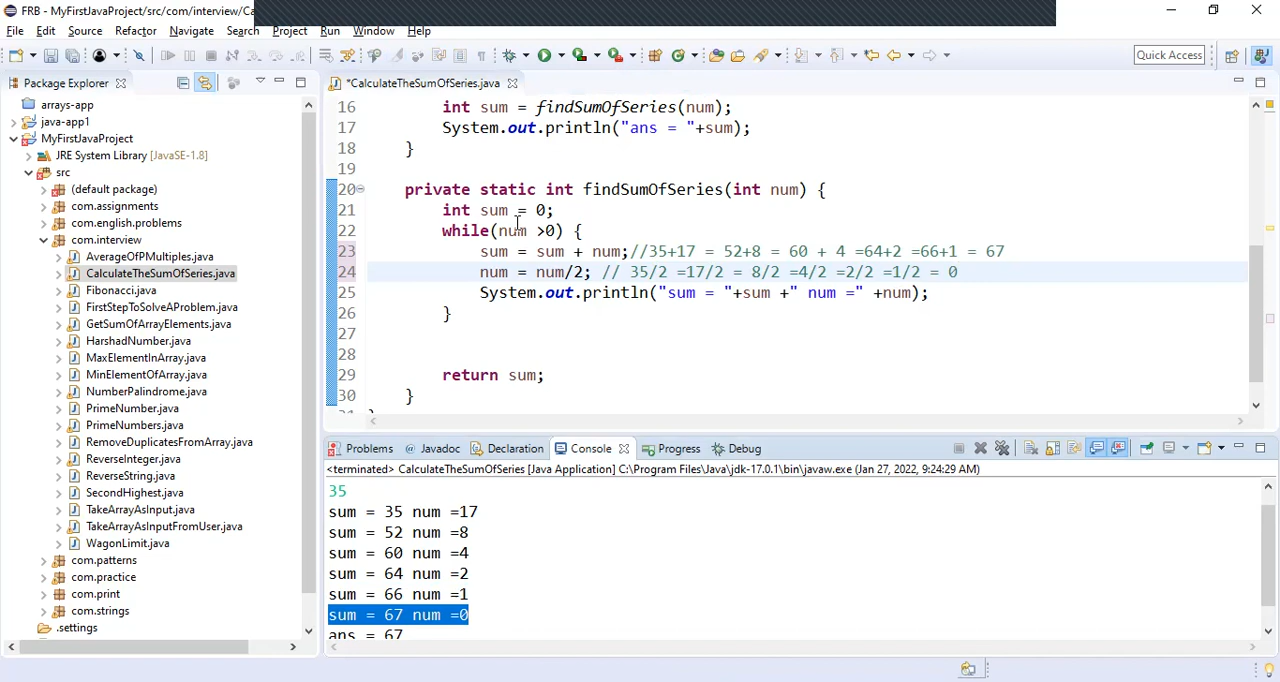 FRB - MyFirstJavaProject/src/com/interview/Ca
File Edit Source Refactor Navigate Search Project Run Window Help
Quick Access
Package Explorer
*CalculateTheSumOfSeries.java
arrays-app
java-app1
MyFirstJavaProject
JRE System Library [JavaSE-1.8]
src
(default package)
com.assignments
com.english.problems
com.interview
AverageOfPMultiples.java
CalculateTheSumOfSeries.java
Fibonacci.java
FirstStepToSolveAProblem.java
GetSumOfArrayElements.java
HarshadNumber.java
MaxElementInArray.java
MinElementOfArray.java
NumberPalindrome.java
PrimeNumber.java
PrimeNumbers.java
RemoveDuplicatesFromArray.java
ReverseInteger.java
ReverseString.java
SecondHighest.java
TakeArrayAsInput.java
TakeArrayAsInputFromUser.java
WagonLimit.java
com.patterns
com.practice
com.print
com.strings
.settings
16 int sum = findSumOfSeries(num);
17 System.out.println("ans = "+sum);
18 }
19
20 private static int findSumOfSeries(int num) {
21 int sum = 0;
22 while(num >0) {
23 sum = sum + num;//35+17 = 52+8 = 60 + 4 =64+2 =66+1 = 67
24 num = num/2; // 35/2 =17/2 = 8/2 =4/2 =2/2 =1/2 = 0
25 System.out.println("sum = "+sum +" num =" +num);
26 }
27
28
29 return sum;
30 }
31 }
Problems @ Javadoc Declaration Console Progress Debug
<terminated> CalculateTheSumOfSeries [Java Application] C:\Program Files\Java\jdk-17.0.1\bin\javaw.exe (Jan 27, 2022, 9:24:29 AM)
35
sum = 35 num =17
sum = 52 num =8
sum = 60 num =4
sum = 64 num =2
sum = 66 num =1
sum = 67 num =0
ans = 67